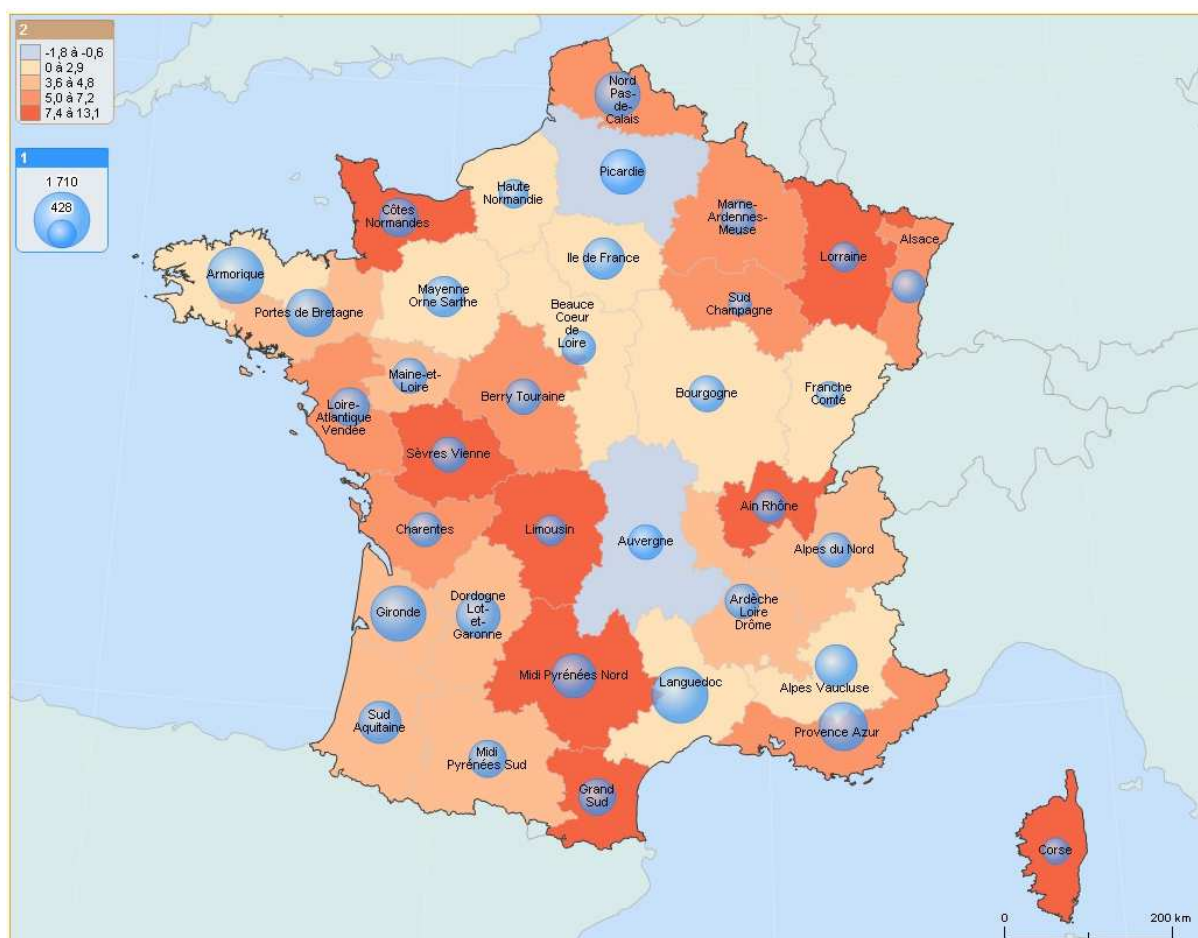 2
-1,8 à -0,6
0 à 2,9
3,6 à 4,8
5,0 à 7,2
7,4 à 13,1
1
1 710
428
Nord
Pas-
de-
Calais
Picardie
Haute
Normandie
Côtes
Normandes
Marne-
Ardennes-
Meuse
Lorraine
Alsace
Ile de France
Armorique
Mayenne
Orne Sarthe
Portes de Bretagne
Beauce
Coeur
de
Loire
Sud
Champagne
Maine-et-
Loire
Berry Touraine
Bourgogne
Franche
Comté
Loire-
Atlantique
Vendée
Sèvres Vienne
Ain Rhône
Charentes
Limousin
Auvergne
Alpes du Nord
Gironde
Dordogne
Lot-
et-
Garonne
Ardèche
Loire
Drôme
Midi Pyrénées Nord
Languedoc
Alpes Vaucluse
Sud
Aquitaine
Provence Azur
Midi
Pyrénées Sud
Grand
Sud
Corse
0 200 km